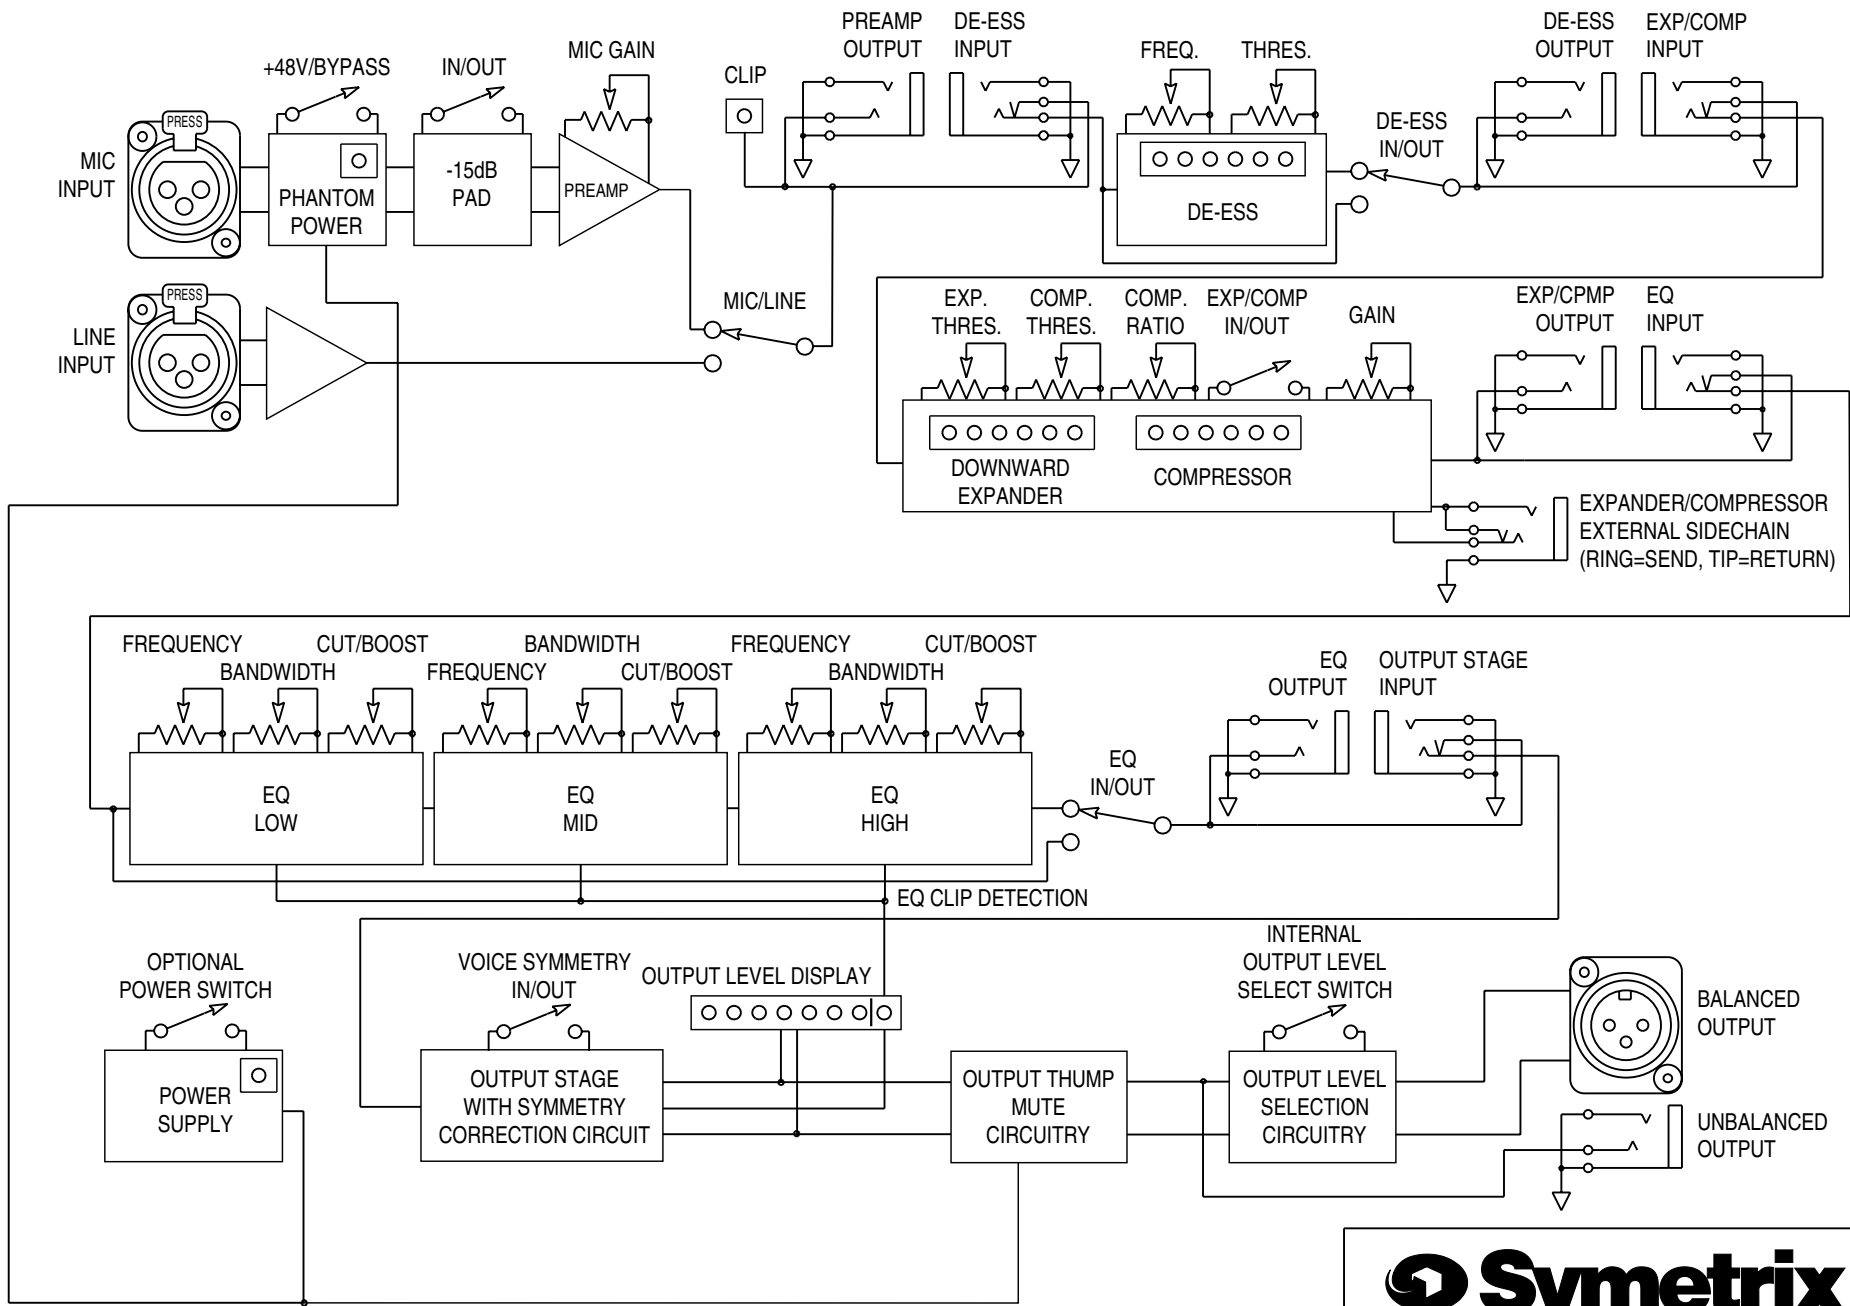 PREAMP
OUTPUT
DE-ESS
INPUT
DE-ESS
OUTPUT
EXP/COMP
INPUT
MIC GAIN
FREQ.
THRES.
+48V/BYPASS
IN/OUT
CLIP
PRESS
MIC
INPUT
PHANTOM
POWER
-15dB
PAD
PREAMP
DE-ESS
DE-ESS
IN/OUT
PRESS
LINE
INPUT
MIC/LINE
EXP.
THRES.
COMP.
THRES.
COMP.
RATIO
EXP/COMP
IN/OUT
GAIN
EXP/CPMP
OUTPUT
EQ
INPUT
DOWNWARD
EXPANDER
COMPRESSOR
EXPANDER/COMPRESSOR
EXTERNAL SIDECHAIN
(RING=SEND, TIP=RETURN)
FREQUENCY
BANDWIDTH
CUT/BOOST
FREQUENCY
BANDWIDTH
CUT/BOOST
FREQUENCY
BANDWIDTH
CUT/BOOST
EQ
OUTPUT
OUTPUT STAGE
INPUT
EQ
LOW
EQ
MID
EQ
HIGH
EQ
IN/OUT
EQ CLIP DETECTION
OPTIONAL
POWER SWITCH
VOICE SYMMETRY
IN/OUT
OUTPUT LEVEL DISPLAY
INTERNAL
OUTPUT LEVEL
SELECT SWITCH
BALANCED
OUTPUT
POWER
SUPPLY
OUTPUT STAGE
WITH SYMMETRY
CORRECTION CIRCUIT
OUTPUT THUMP
MUTE
CIRCUITRY
OUTPUT LEVEL
SELECTION
CIRCUITRY
UNBALANCED
OUTPUT
Symetrix